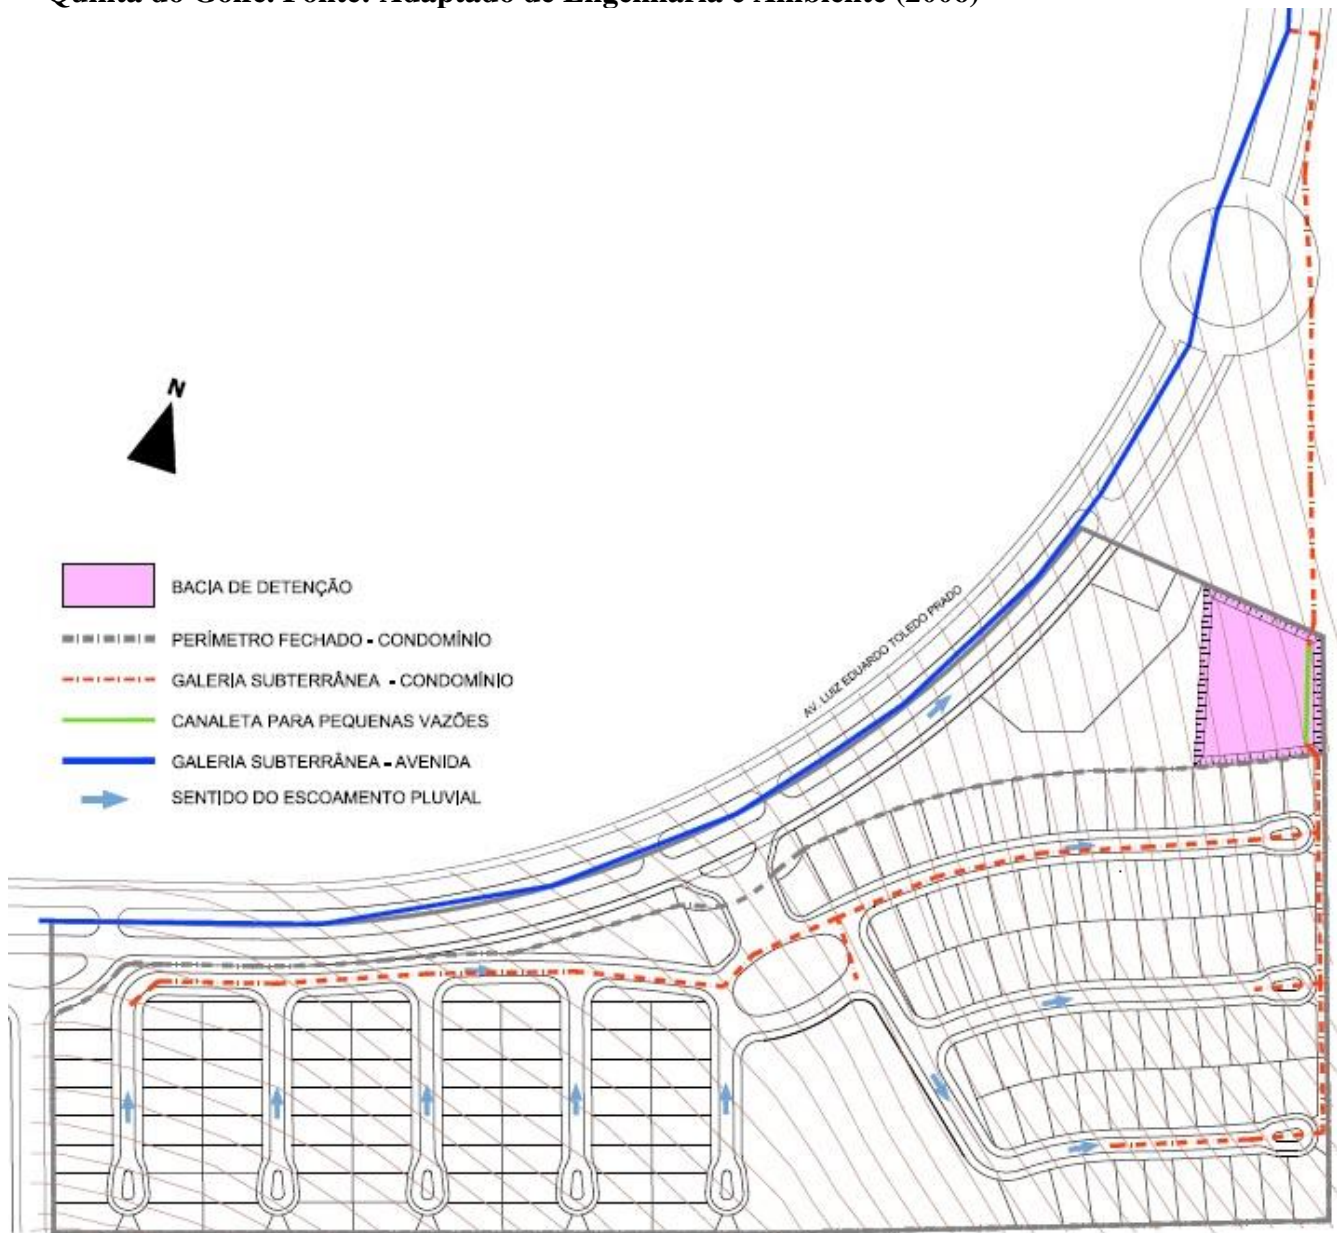 Quinta do Golfe. Fonte: Adaptado de Engenharia e Ambiente (2006)
N
BACIA DE DETENÇÃO
PERÍMETRO FECHADO - CONDOMÍNIO
GALERIA SUBTERRÂNEA - CONDOMÍNIO
CANALETA PARA PEQUENAS VAZÕES
GALERIA SUBTERRÂNEA - AVENIDA
SENTIDO DO ESCOAMENTO PLUVIAL
AV. LUIZ EDUARDO TOLEDO PRADO